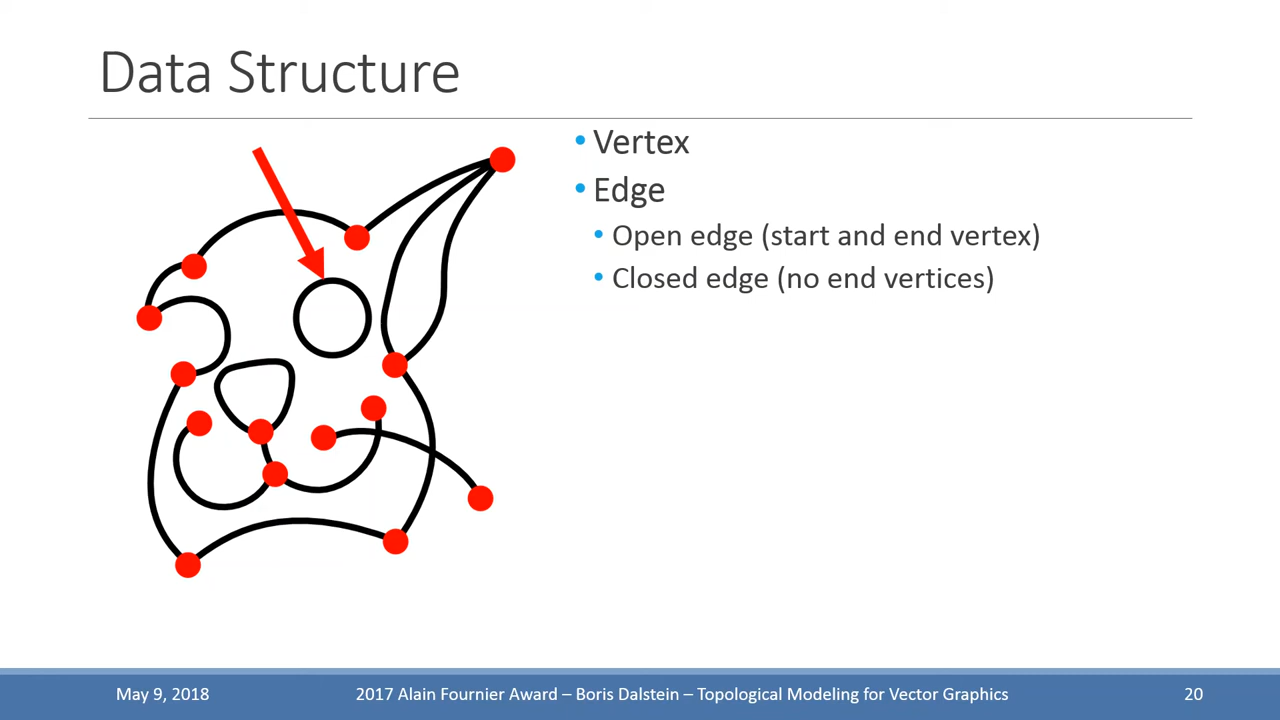 Data Structure
• Vertex
• Edge
• Open edge (start and end vertex)
• Closed edge (no end vertices)
May 9, 2018
2017 Alain Fournier Award – Boris Dalstein – Topological Modeling for Vector Graphics
20